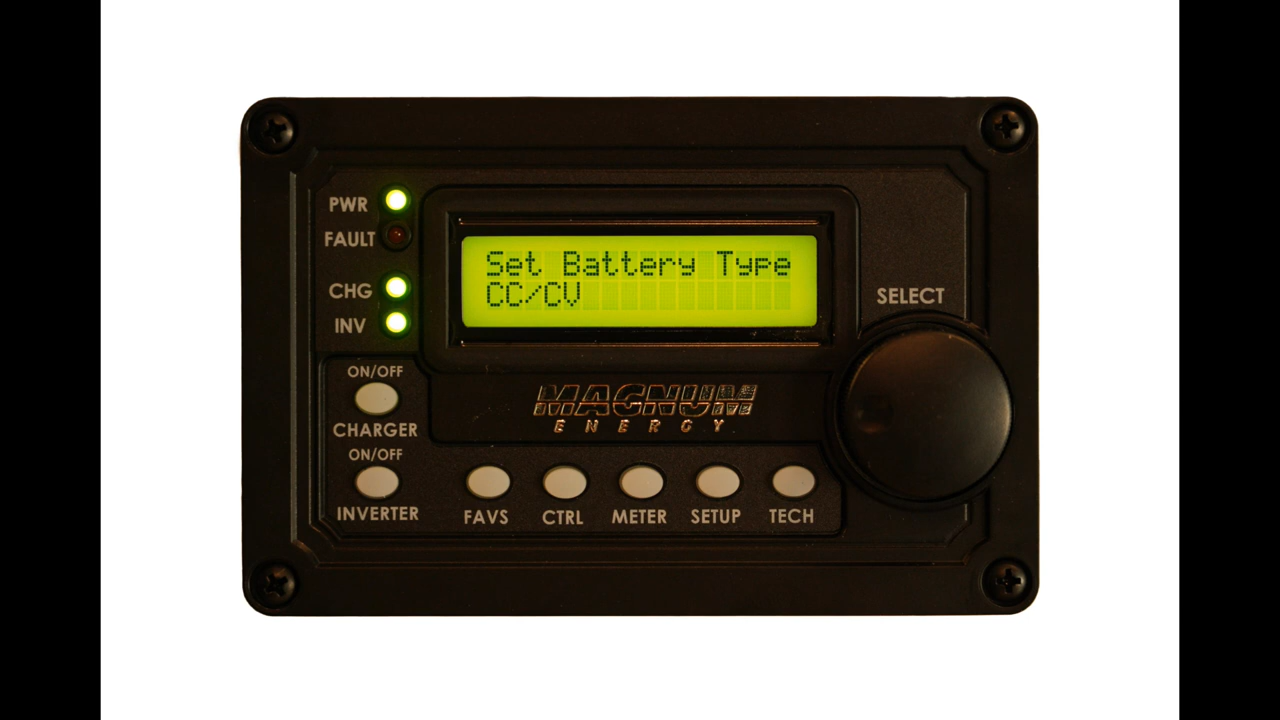 PWR
FAULT
CHG
INV
Set Battery Type
CC/CV
SELECT
ON/OFF
CHARGER
ON/OFF
INVERTER
MAGNUM
ENERGY
FAVS
CTRL
METER
SETUP
TECH